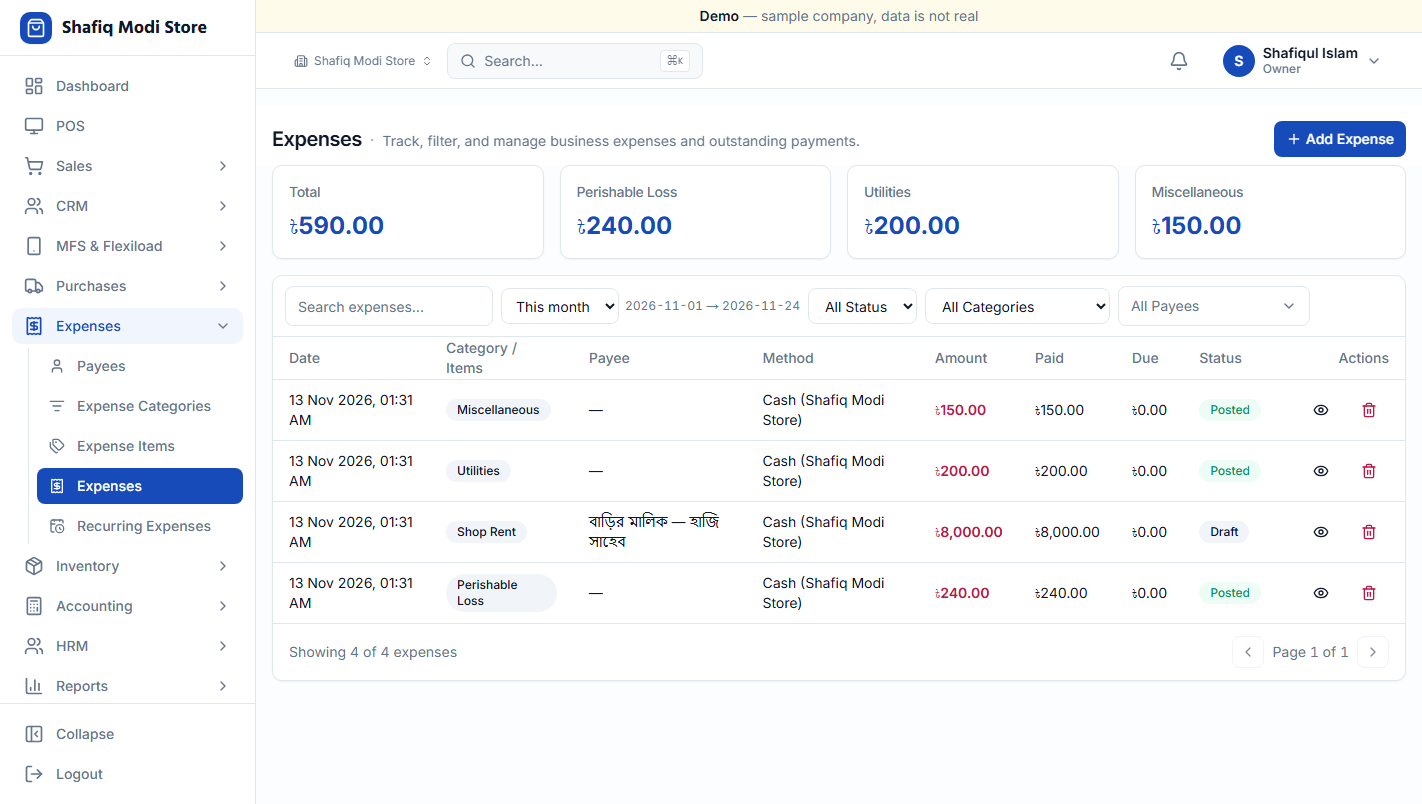 Shafiq Modi Store
Demo — sample company, data is not real
Shafiq Modi Store
Search...
⌘K
S
Shafiqul Islam
Owner
Dashboard
POS
Sales
CRM
MFS & Flexiload
Purchases
Expenses
Payees
Expense Categories
Expense Items
Expenses
Recurring Expenses
Inventory
Accounting
HRM
Reports
Collapse
Logout
Expenses · Track, filter, and manage business expenses and outstanding payments.
+ Add Expense
Total
৳590.00
Perishable Loss
৳240.00
Utilities
৳200.00
Miscellaneous
৳150.00
Search expenses...
This month
2026-11-01 → 2026-11-24
All Status
All Categories
All Payees
Date
Category /
Items
Payee
Method
Amount
Paid
Due
Status
Actions
13 Nov 2026, 01:31
AM
Miscellaneous
—
Cash (Shafiq Modi
Store)
৳150.00
৳150.00
৳0.00
Posted
13 Nov 2026, 01:31
AM
Utilities
—
Cash (Shafiq Modi
Store)
৳200.00
৳200.00
৳0.00
Posted
13 Nov 2026, 01:31
AM
Shop Rent
বাড়ির মালিক — হাজি
সাহেব
Cash (Shafiq Modi
Store)
৳8,000.00
৳8,000.00
৳0.00
Draft
13 Nov 2026, 01:31
AM
Perishable
Loss
—
Cash (Shafiq Modi
Store)
৳240.00
৳240.00
৳0.00
Posted
Showing 4 of 4 expenses
Page 1 of 1